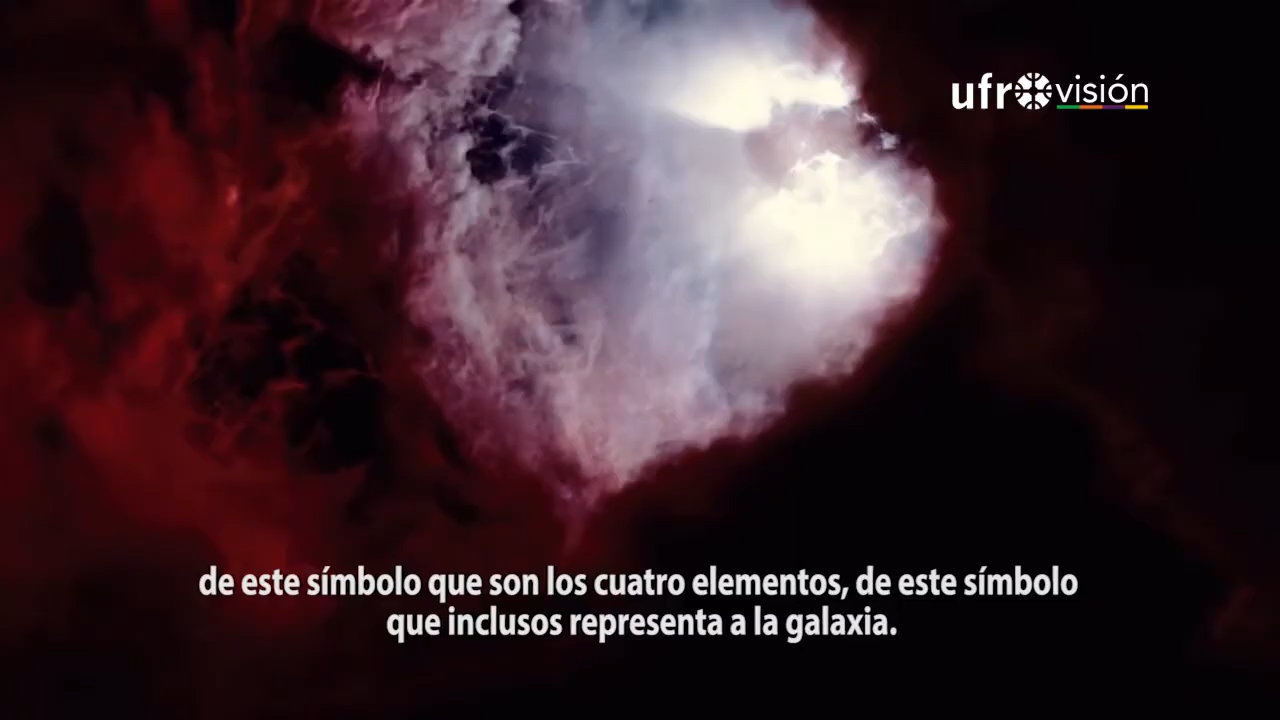 ufrovisión
de este símbolo que son los cuatro elementos, de este símbolo
que inclusos representa a la galaxia.